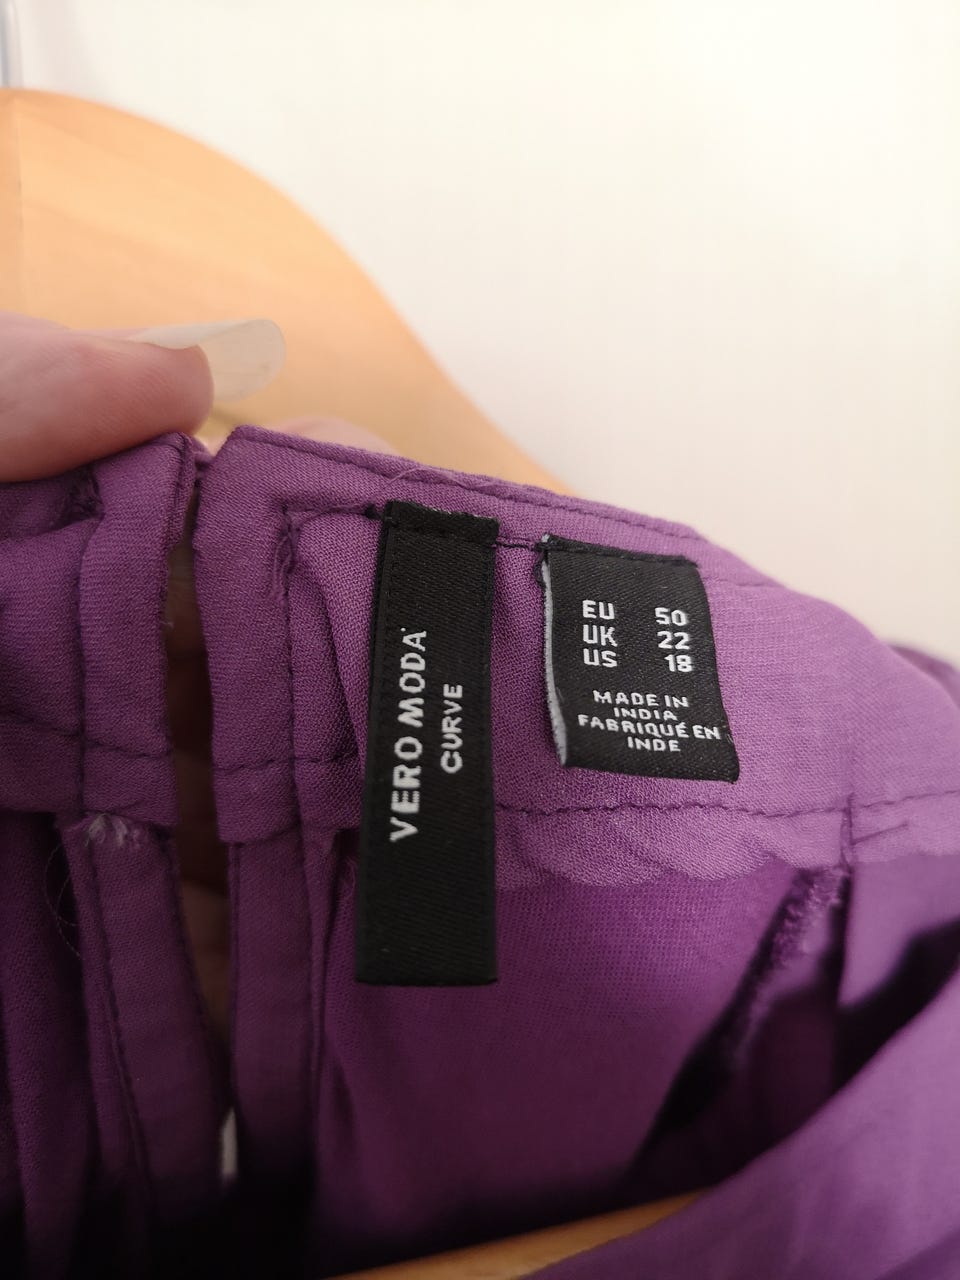 VERO MODA
CURVE
EU 50
UK 22
US 18
MADE IN
INDIA
FABRIQUÉ EN
INDE